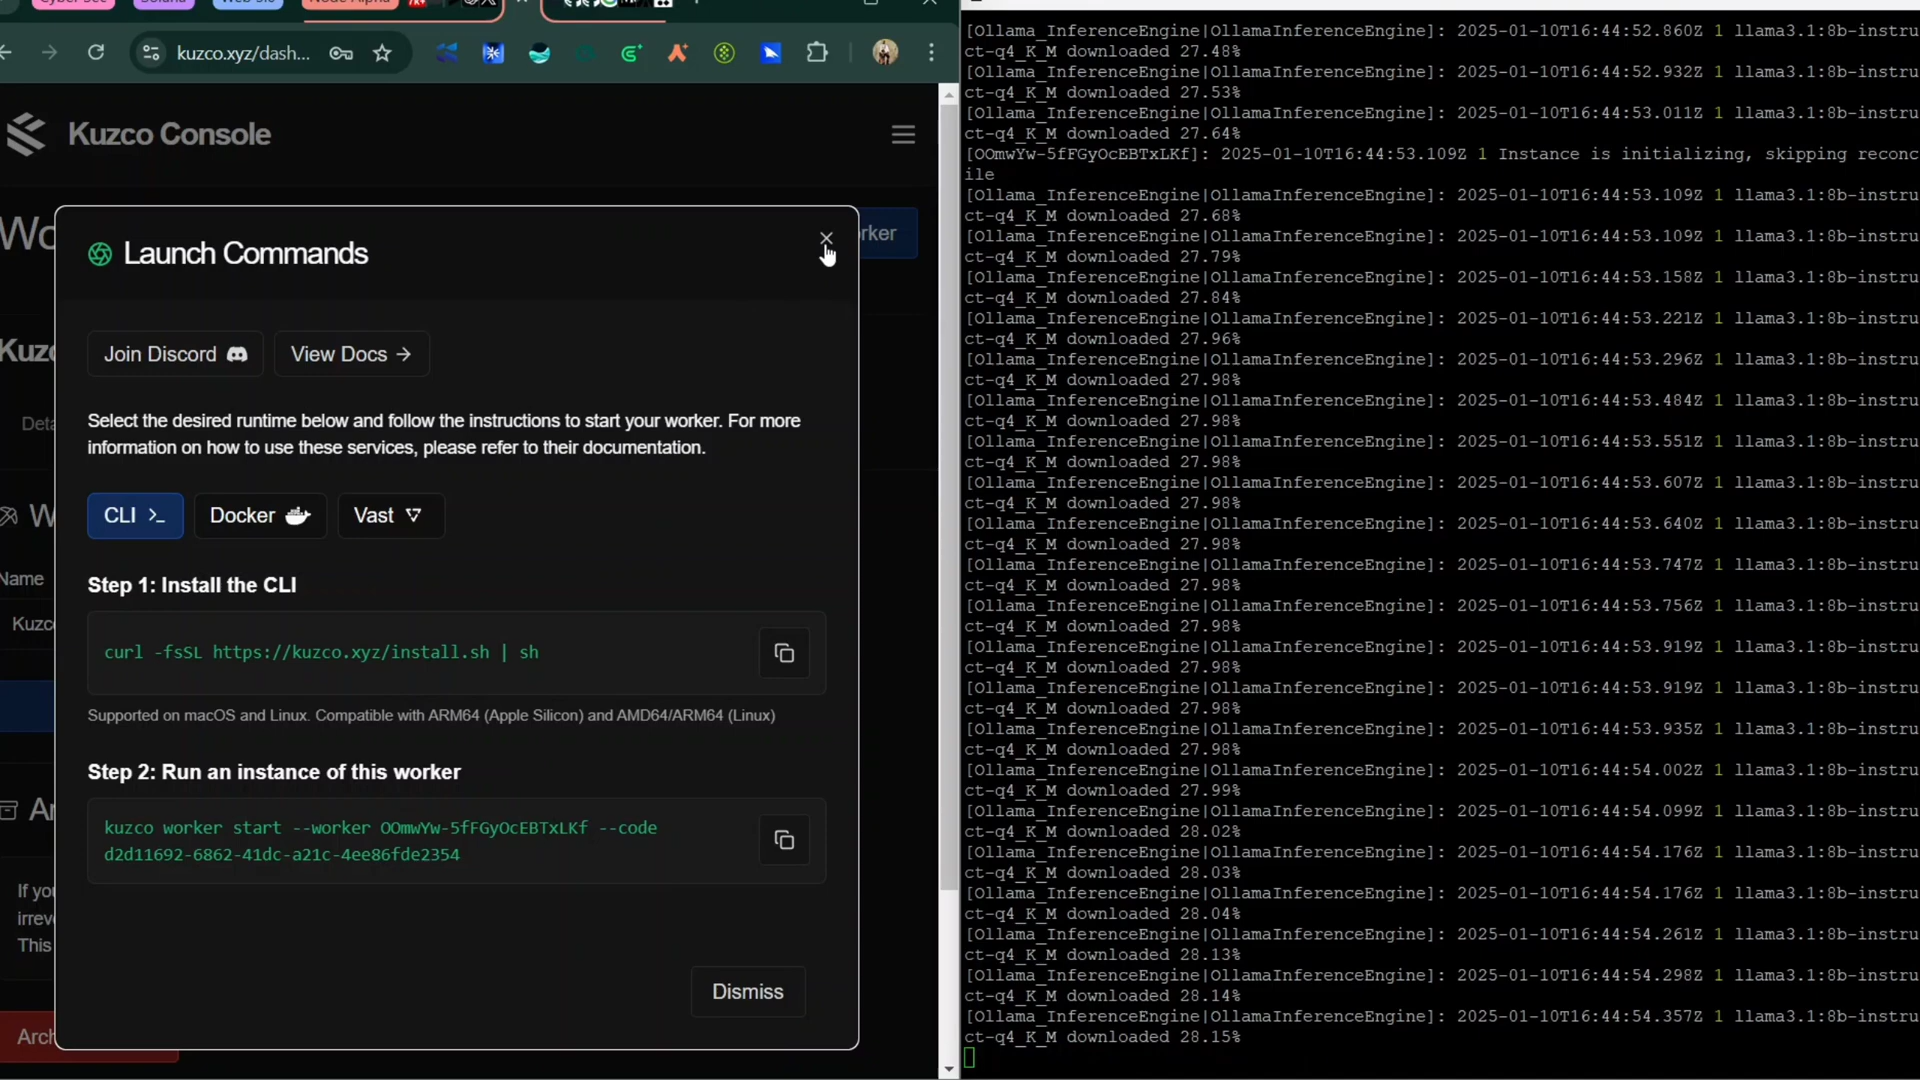 Cyber Sec
Solana
Web 3.0
Node Alpha
kuzco.xyz/dash...
Kuzco Console
Wo
rker
Launch Commands
Join Discord
View Docs →
Kuzc
Select the desired runtime below and follow the instructions to start your worker. For more
information on how to use these services, please refer to their documentation.
Deta
CLI >_
Docker
Vast
W
Name
Step 1: Install the CLI
Kuzc
curl -fsSL https://kuzco.xyz/install.sh | sh
Supported on macOS and Linux. Compatible with ARM64 (Apple Silicon) and AMD64/ARM64 (Linux)
Step 2: Run an instance of this worker
Ar
kuzco worker start --worker OOmwYw-5fFGyOcEBTxLKf --code
d2d11692-6862-41dc-a21c-4ee86fde2354
If you
irrev
This
Dismiss
Arch
[Ollama_InferenceEngine|OllamaInferenceEngine]: 2025-01-10T16:44:52.860Z 1 llama3.1:8b-instru
ct-q4_K_M downloaded 27.48%
[Ollama_InferenceEngine|OllamaInferenceEngine]: 2025-01-10T16:44:52.932Z 1 llama3.1:8b-instru
ct-q4_K_M downloaded 27.53%
[Ollama_InferenceEngine|OllamaInferenceEngine]: 2025-01-10T16:44:53.011Z 1 llama3.1:8b-instru
ct-q4_K_M downloaded 27.64%
[OOmwYw-5fFGyOcEBTxLKf]: 2025-01-10T16:44:53.109Z 1 Instance is initializing, skipping reconc
ile
[Ollama_InferenceEngine|OllamaInferenceEngine]: 2025-01-10T16:44:53.109Z 1 llama3.1:8b-instru
ct-q4_K_M downloaded 27.68%
[Ollama_InferenceEngine|OllamaInferenceEngine]: 2025-01-10T16:44:53.109Z 1 llama3.1:8b-instru
ct-q4_K_M downloaded 27.79%
[Ollama_InferenceEngine|OllamaInferenceEngine]: 2025-01-10T16:44:53.158Z 1 llama3.1:8b-instru
ct-q4_K_M downloaded 27.84%
[Ollama_InferenceEngine|OllamaInferenceEngine]: 2025-01-10T16:44:53.221Z 1 llama3.1:8b-instru
ct-q4_K_M downloaded 27.96%
[Ollama_InferenceEngine|OllamaInferenceEngine]: 2025-01-10T16:44:53.296Z 1 llama3.1:8b-instru
ct-q4_K_M downloaded 27.98%
[Ollama_InferenceEngine|OllamaInferenceEngine]: 2025-01-10T16:44:53.484Z 1 llama3.1:8b-instru
ct-q4_K_M downloaded 27.98%
[Ollama_InferenceEngine|OllamaInferenceEngine]: 2025-01-10T16:44:53.551Z 1 llama3.1:8b-instru
ct-q4_K_M downloaded 27.98%
[Ollama_InferenceEngine|OllamaInferenceEngine]: 2025-01-10T16:44:53.607Z 1 llama3.1:8b-instru
ct-q4_K_M downloaded 27.98%
[Ollama_InferenceEngine|OllamaInferenceEngine]: 2025-01-10T16:44:53.640Z 1 llama3.1:8b-instru
ct-q4_K_M downloaded 27.98%
[Ollama_InferenceEngine|OllamaInferenceEngine]: 2025-01-10T16:44:53.747Z 1 llama3.1:8b-instru
ct-q4_K_M downloaded 27.98%
[Ollama_InferenceEngine|OllamaInferenceEngine]: 2025-01-10T16:44:53.756Z 1 llama3.1:8b-instru
ct-q4_K_M downloaded 27.98%
[Ollama_InferenceEngine|OllamaInferenceEngine]: 2025-01-10T16:44:53.919Z 1 llama3.1:8b-instru
ct-q4_K_M downloaded 27.98%
[Ollama_InferenceEngine|OllamaInferenceEngine]: 2025-01-10T16:44:53.919Z 1 llama3.1:8b-instru
ct-q4_K_M downloaded 27.98%
[Ollama_InferenceEngine|OllamaInferenceEngine]: 2025-01-10T16:44:53.935Z 1 llama3.1:8b-instru
ct-q4_K_M downloaded 27.98%
[Ollama_InferenceEngine|OllamaInferenceEngine]: 2025-01-10T16:44:54.002Z 1 llama3.1:8b-instru
ct-q4_K_M downloaded 27.99%
[Ollama_InferenceEngine|OllamaInferenceEngine]: 2025-01-10T16:44:54.099Z 1 llama3.1:8b-instru
ct-q4_K_M downloaded 28.02%
[Ollama_InferenceEngine|OllamaInferenceEngine]: 2025-01-10T16:44:54.176Z 1 llama3.1:8b-instru
ct-q4_K_M downloaded 28.03%
[Ollama_InferenceEngine|OllamaInferenceEngine]: 2025-01-10T16:44:54.176Z 1 llama3.1:8b-instru
ct-q4_K_M downloaded 28.04%
[Ollama_InferenceEngine|OllamaInferenceEngine]: 2025-01-10T16:44:54.261Z 1 llama3.1:8b-instru
ct-q4_K_M downloaded 28.13%
[Ollama_InferenceEngine|OllamaInferenceEngine]: 2025-01-10T16:44:54.298Z 1 llama3.1:8b-instru
ct-q4_K_M downloaded 28.14%
[Ollama_InferenceEngine|OllamaInferenceEngine]: 2025-01-10T16:44:54.357Z 1 llama3.1:8b-instru
ct-q4_K_M downloaded 28.15%